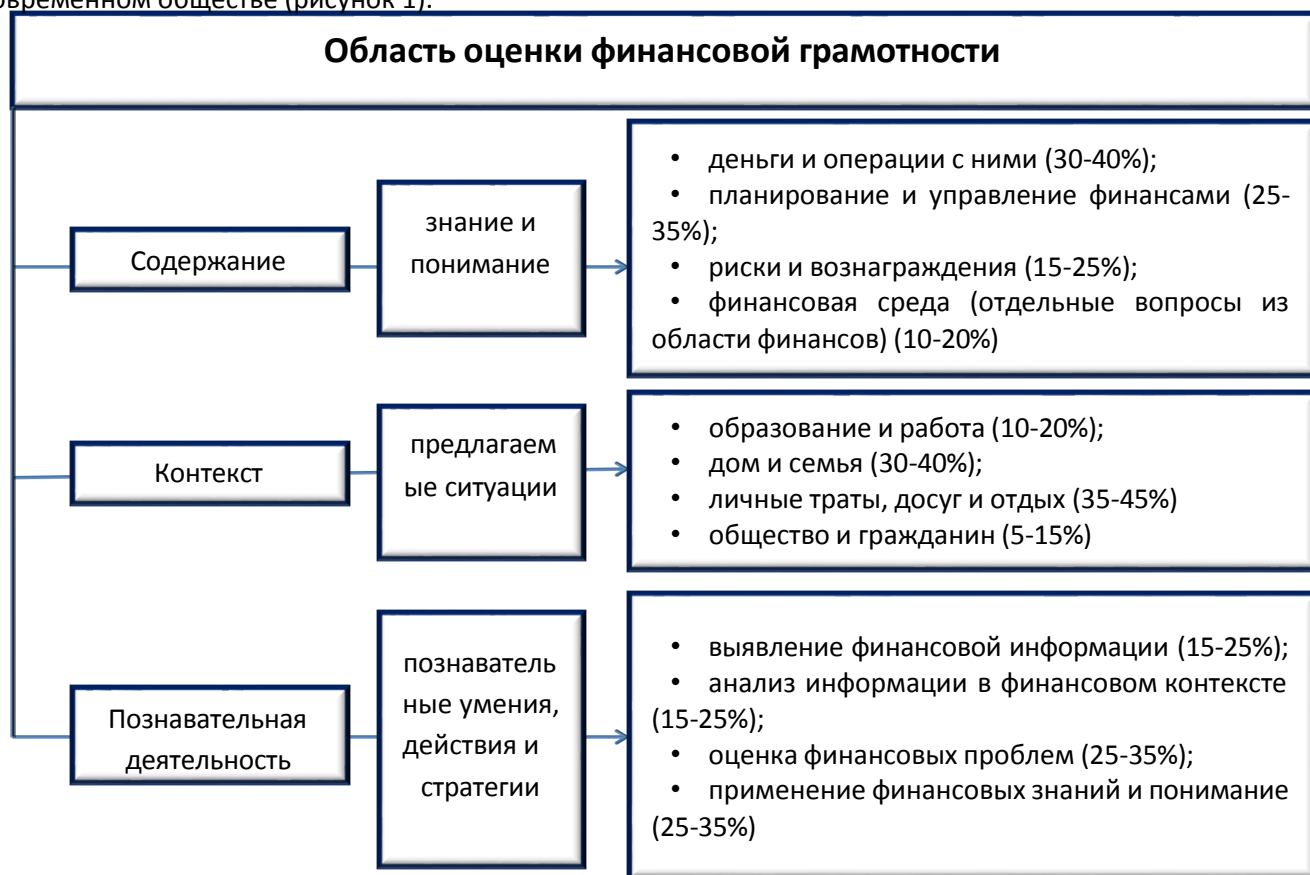 овременном обществе (рисунок 1).
Область оценки финансовой грамотности
Содержание
знание и
понимание
• деньги и операции с ними (30-40%);
• планирование и управление финансами (25-
35%);
• риски и вознаграждения (15-25%);
• финансовая среда (отдельные вопросы из
области финансов) (10-20%)
Контекст
предлагаем
ые ситуации
• образование и работа (10-20%);
• дом и семья (30-40%);
• личные траты, досуг и отдых (35-45%)
• общество и гражданин (5-15%)
Познавательная
деятельность
познаватель
ные умения,
действия и
стратегии
• выявление финансовой информации (15-25%);
• анализ информации в финансовом контексте
(15-25%);
• оценка финансовых проблем (25-35%);
• применение финансовых знаний и понимание
(25-35%)